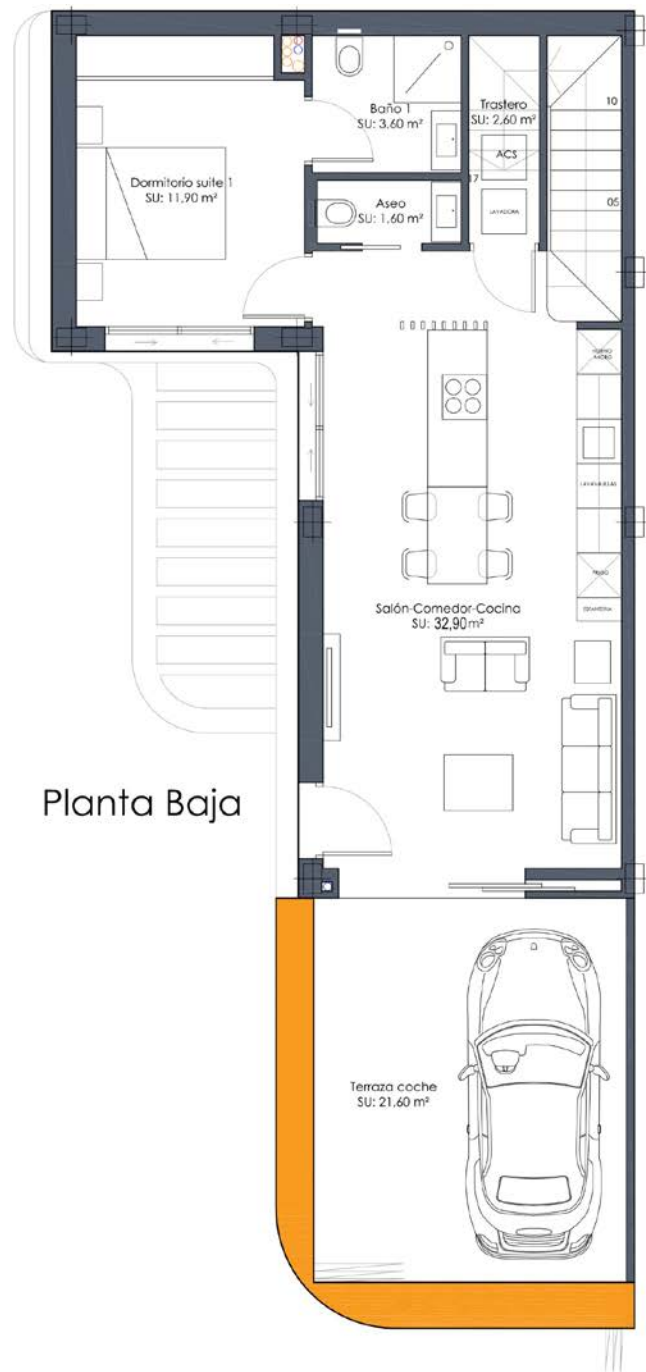 Baño 1
SU: 3,60 m²
Trastero
SU: 2,60 m²
10
ACS
17
Dormitorio suite 1
SU: 11,90 m²
Aseo
SU: 1,60 m²
05
LAVADORA
HORNO
MICRO
LAVAVAJILLAS
FRIGO
Salón-Comedor-Cocina
SU: 32,90 m²
Planta Baja
Terraza coche
SU: 21,60 m²